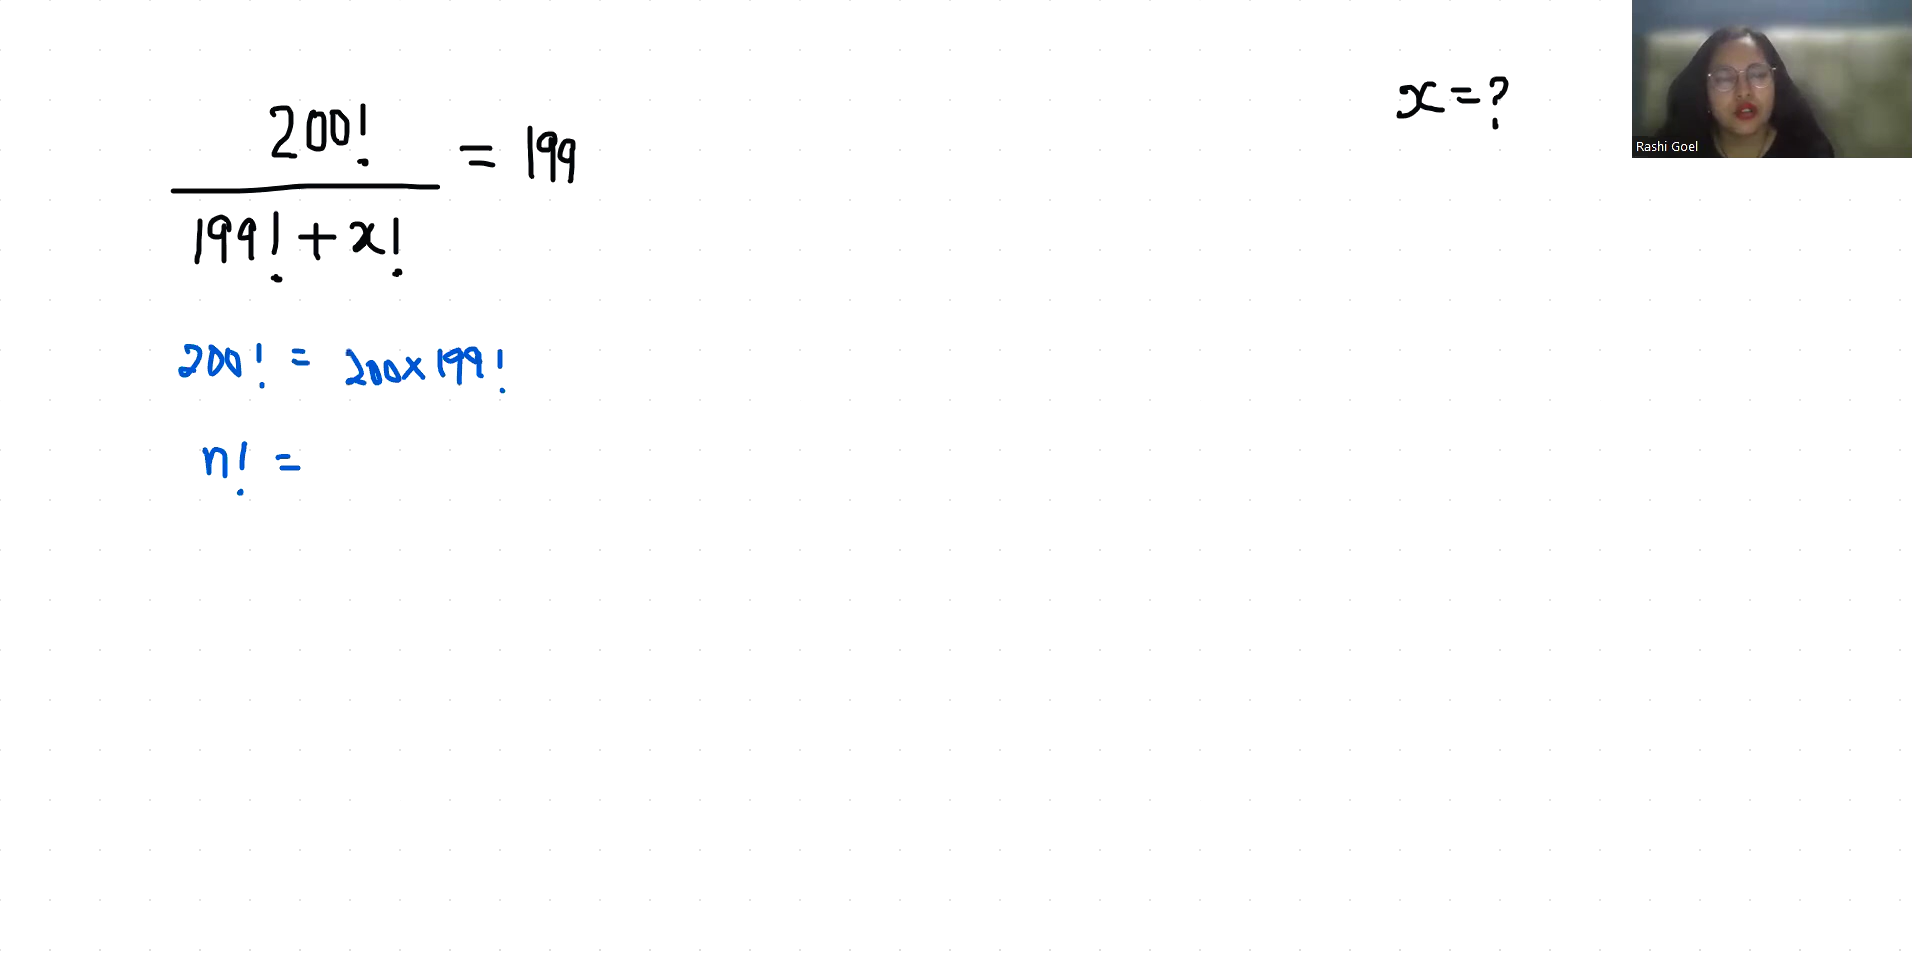 200! / (199! + x!) = 199
x = ?
Rashi Goel
200! = 200 × 199!
n! =